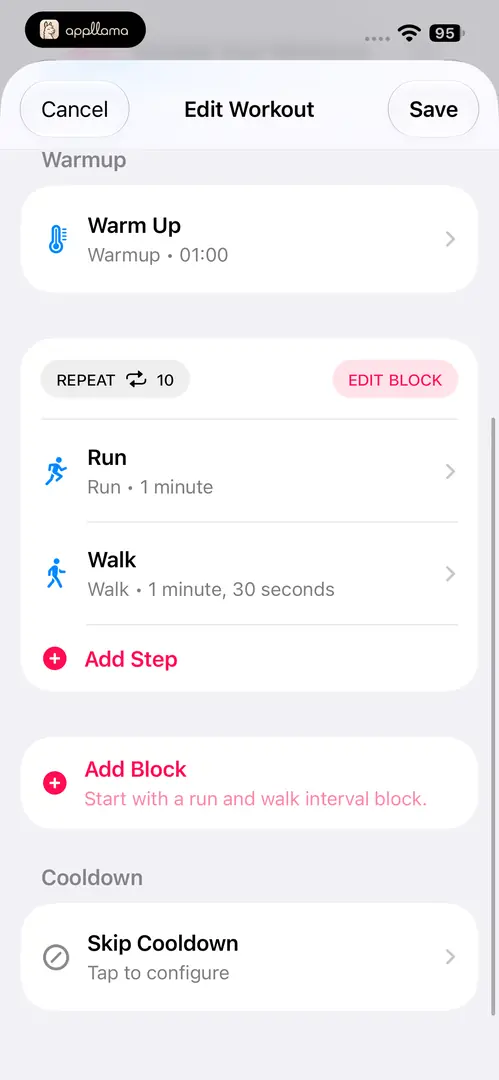 appllama
95
Cancel
Edit Workout
Save
Warmup
Warm Up
Warmup • 01:00
REPEAT 10
EDIT BLOCK
Run
Run • 1 minute
Walk
Walk • 1 minute, 30 seconds
Add Step
Add Block
Start with a run and walk interval block.
Cooldown
Skip Cooldown
Tap to configure